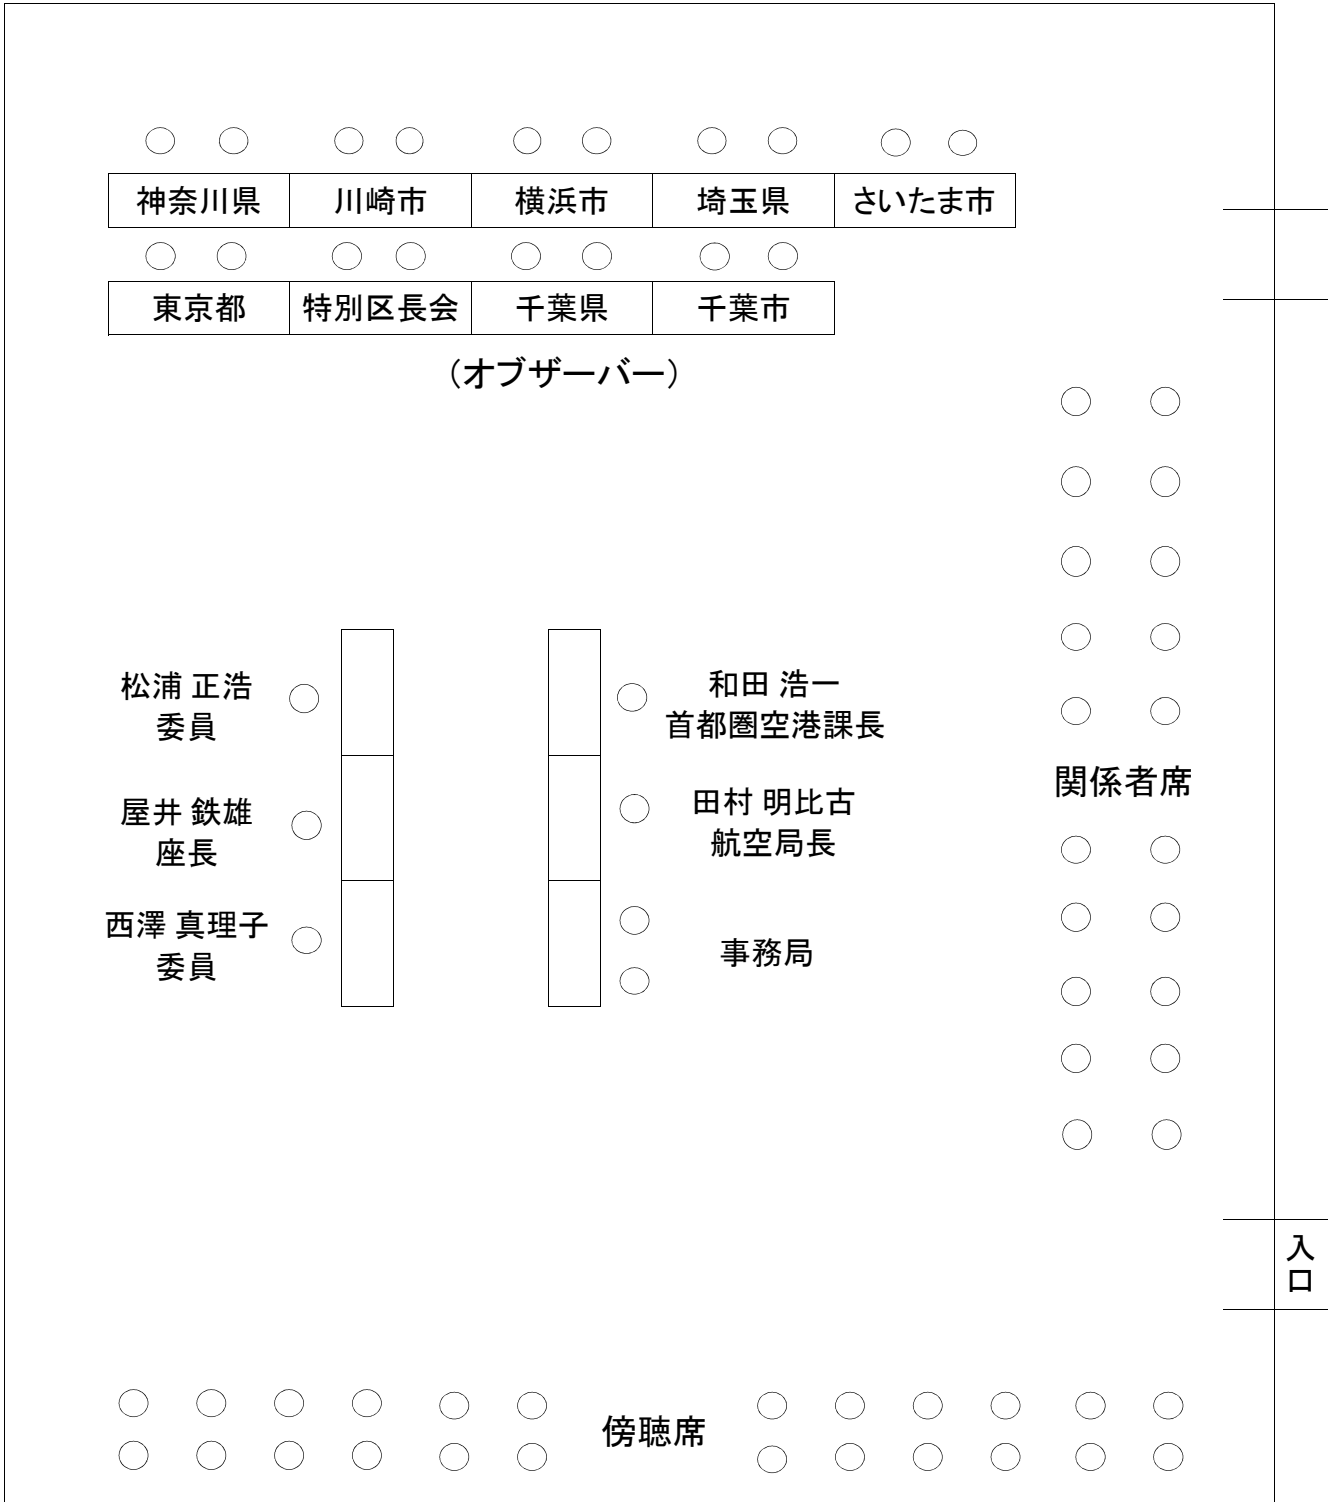 神奈川県 川崎市 横浜市 埼玉県 さいたま市
東京都 特別区長会 千葉県 千葉市
（オブザーバー）
松浦 正浩
委員
屋井 鉄雄
座長
西澤 真理子
委員
和田 浩一
首都圏空港課長
田村 明比古
航空局長
事務局
関係者席
入口
傍聴席